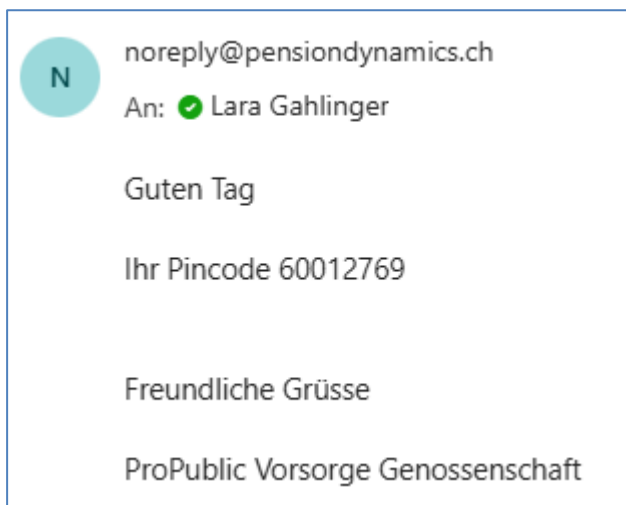 N
noreply@pensiondynamics.ch
An: Lara Gahlinger
Guten Tag
Ihr Pincode 60012769
Freundliche Grüsse
ProPublic Vorsorge Genossenschaft